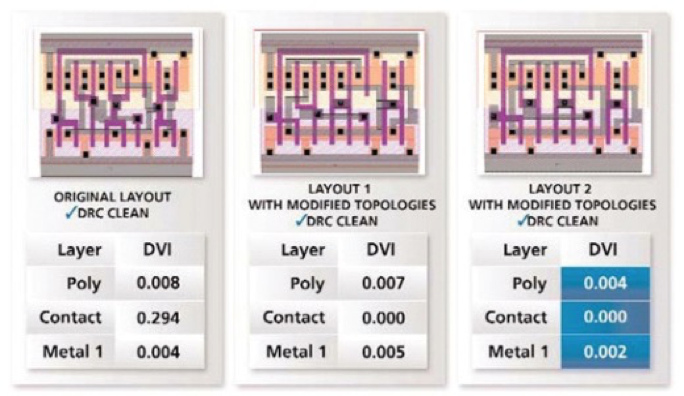 ORIGINAL LAYOUT
✓DRC CLEAN
Layer DVI
Poly 0.008
Contact 0.294
Metal 1 0.004
LAYOUT 1
WITH MODIFIED TOPOLOGIES
✓DRC CLEAN
Layer DVI
Poly 0.007
Contact 0.000
Metal 1 0.005
LAYOUT 2
WITH MODIFIED TOPOLOGIES
✓DRC CLEAN
Layer DVI
Poly 0.004
Contact 0.000
Metal 1 0.002